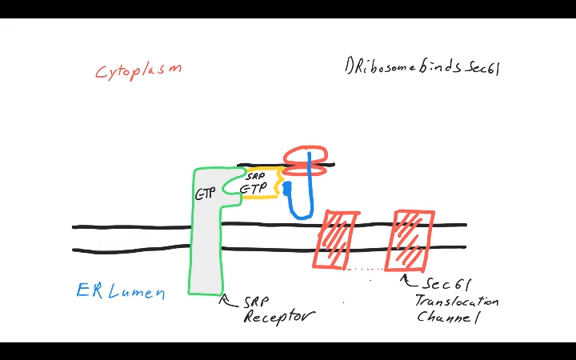 Cytoplasm
1) Ribosome binds Sec61
GTP
SRP
GTP
ER Lumen
SRP
Receptor
Sec61
Translocation
Channel